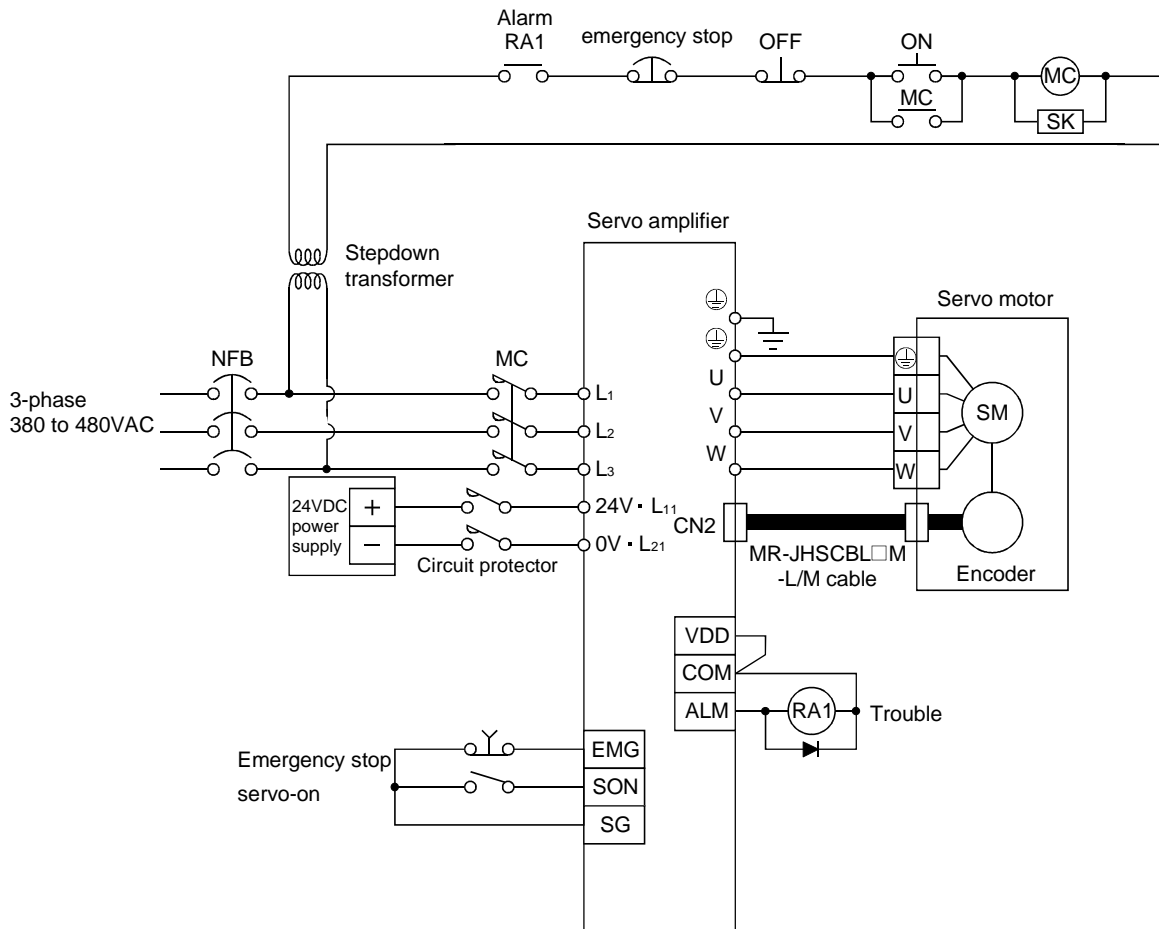 Alarm
RA1
emergency stop
OFF
ON
MC
MC
SK
Servo amplifier
Stepdown
transformer
Servo motor
NFB
MC
3-phase
380 to 480VAC
L1
L2
L3
U
V
W
U
V
W
SM
24VDC
power
supply
+
−
24V · L11
0V · L21
Circuit protector
CN2
MR-JHSCBL□M
-L/M cable
Encoder
VDD
COM
ALM
RA1
Trouble
Emergency stop
servo-on
EMG
SON
SG